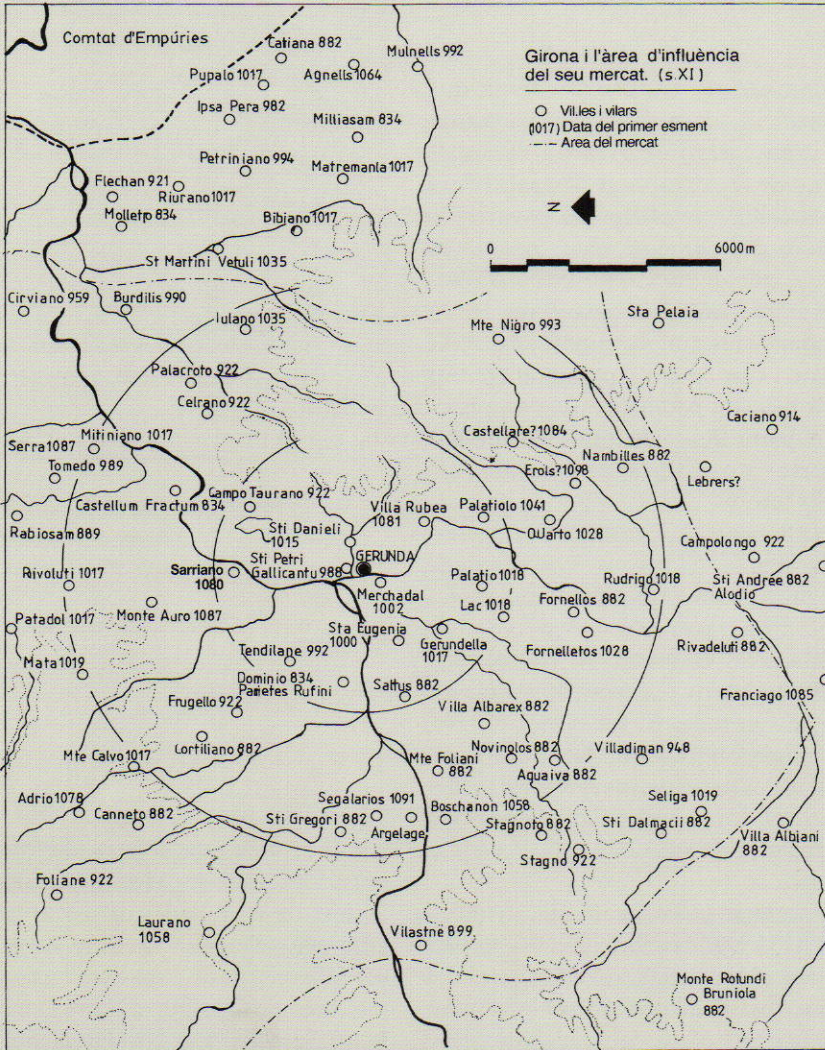 Comtat d'Empúries
Catiana 882
Mulnells 992
Pupalo 1017
Agnells 1064
Girona i l'àrea d'influència
del seu mercat. (s.XI)
Vil.les i vilars
(1017) Data del primer esment
Area del mercat
Ipsa Pera 982
Milliasam 834
Petriniano 994
Matremanla 1017
Flechan 921
Riurano 1017
Molleto 834
Bibiano 1017
N
0
6000 m
St Martini Vetuli 1035
Cirviano 959
Burdilis 990
Iulano 1035
Mte Nigro 993
Sta Pelaia
Palacroto 922
Celrano 922
Caciano 914
Castellare? 1084
Mitiniano 1017
Serra 1087
Tomedo 989
Nambilles 882
Erols? 1098
Lebrers?
Castellum Fractum 834
Campo Taurano 922
Villa Rubea
1081
Palatiolo 1041
Quarto 1028
Rabiosam 889
Sti Danieli
1015
Campolongo 922
Sti Petri
Gallicantu 988
GERUNDA
Sarriano
1080
Rivoluti 1017
Merchadal
1002
Palatio 1018
Rudrigo 1018
Sti Andree 882
Alodio
Monte Auro 1087
Lac 1018
Fornellos 882
Patadol 1017
Sta Eugenia
1000
Gerundella
1017
Fornelletos 1028
Rivadeluti 882
Mata 1019
Tendilane 992
Dominio 834
Parietes Rufini
Saltus 882
Franciago 1085
Frugello 922
Villa Albarex 882
Cortiliano 882
Mte Calvo 1017
Mte Foliani
882
Novinolos 882
Aquaiva 882
Villadiman 948
Adrio 1078
Canneto 882
Segalarios 1091
Sti Gregori 882
Argelage
Boschanon 1058
Stagnoto 882
Seliga 1019
Sti Dalmacii 882
Villa Albiani
882
Stagno 922
Foliane 922
Laurano
1058
Vilastne 899
Monte Rotundi
Bruniola
882